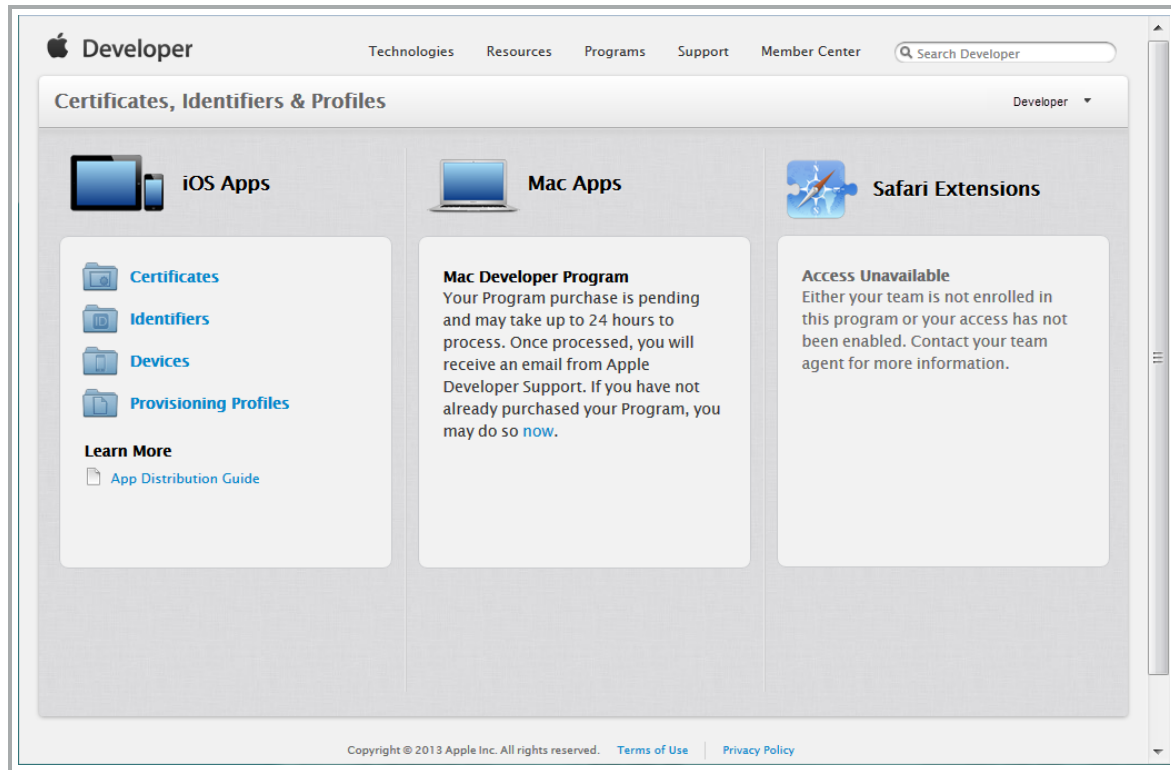 Developer
Technologies Resources Programs Support Member Center Search Developer
Certificates, Identifiers & Profiles
Developer
iOS Apps
Certificates
Identifiers
Devices
Provisioning Profiles
Learn More
App Distribution Guide
Mac Apps
Mac Developer Program
Your Program purchase is pending
and may take up to 24 hours to
process. Once processed, you will
receive an email from Apple
Developer Support. If you have not
already purchased your Program, you
may do so now.
Safari Extensions
Access Unavailable
Either your team is not enrolled in
this program or your access has not
been enabled. Contact your team
agent for more information.
Copyright © 2013 Apple Inc. All rights reserved. Terms of Use Privacy Policy